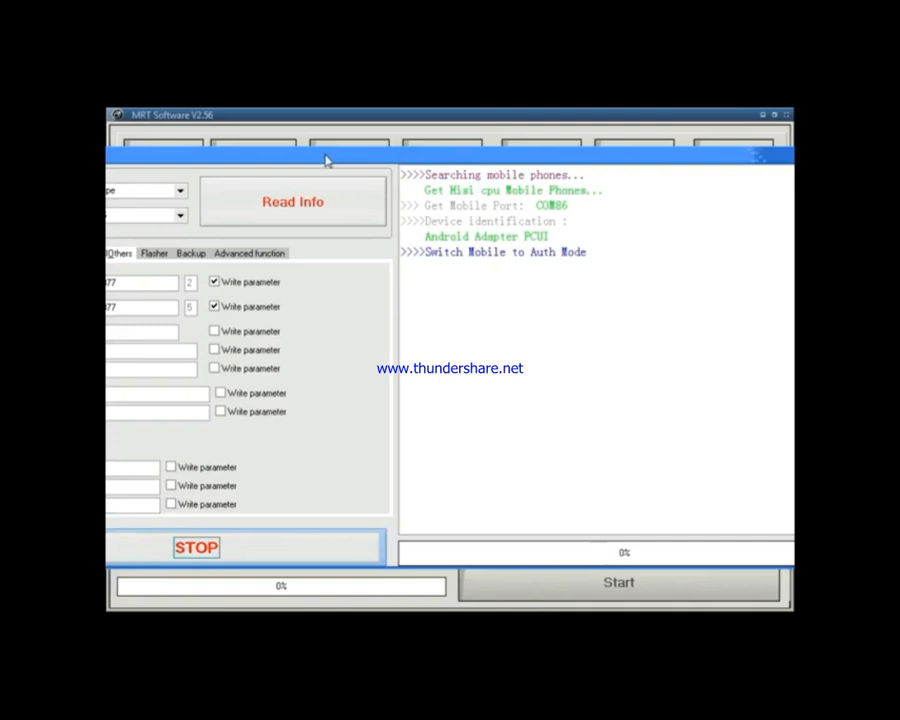 MRT Software V2.56
Read Info
Others Flasher Backup Advanced function
2 Write parameter
5 Write parameter
Write parameter
Write parameter
Write parameter
Write parameter
Write parameter
Write parameter
Write parameter
Write parameter
STOP
>>>>Searching mobile phones...
Get Hisi cpu Mobile Phones...
>>> Get Mobile Port: COM86
>>>>Device identification :
Android Adapter PCUI
>>>>Switch Mobile to Auth Mode
www.thundershare.net
0%
0%
Start